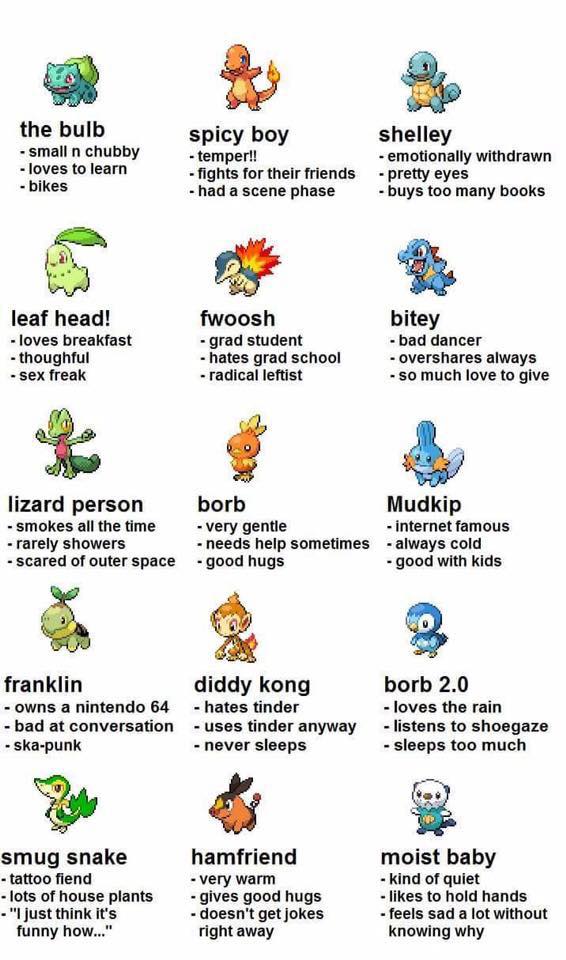 the bulb
- small n chubby
- loves to learn
- bikes
spicy boy
- temper!!
- fights for their friends
- had a scene phase
shelley
- emotionally withdrawn
- pretty eyes
- buys too many books
leaf head!
- loves breakfast
- thoughtful
- sex freak
fwoosh
- grad student
- hates grad school
- radical leftist
bitey
- bad dancer
- overshares always
- so much love to give
lizard person
- smokes all the time
- rarely showers
- scared of outer space
borb
- very gentle
- needs help sometimes
- good hugs
Mudkip
- internet famous
- always cold
- good with kids
franklin
- owns a nintendo 64
- bad at conversation
- ska-punk
diddy kong
- hates tinder
- uses tinder anyway
- never sleeps
borb 2.0
- loves the rain
- listens to shoegaze
- sleeps too much
smug snake
- tattoo fiend
- lots of house plants
- "I just think it's
funny how..."
hamfriend
- very warm
- gives good hugs
- doesn't get jokes
right away
moist baby
- kind of quiet
- likes to hold hands
- feels sad a lot without
knowing why